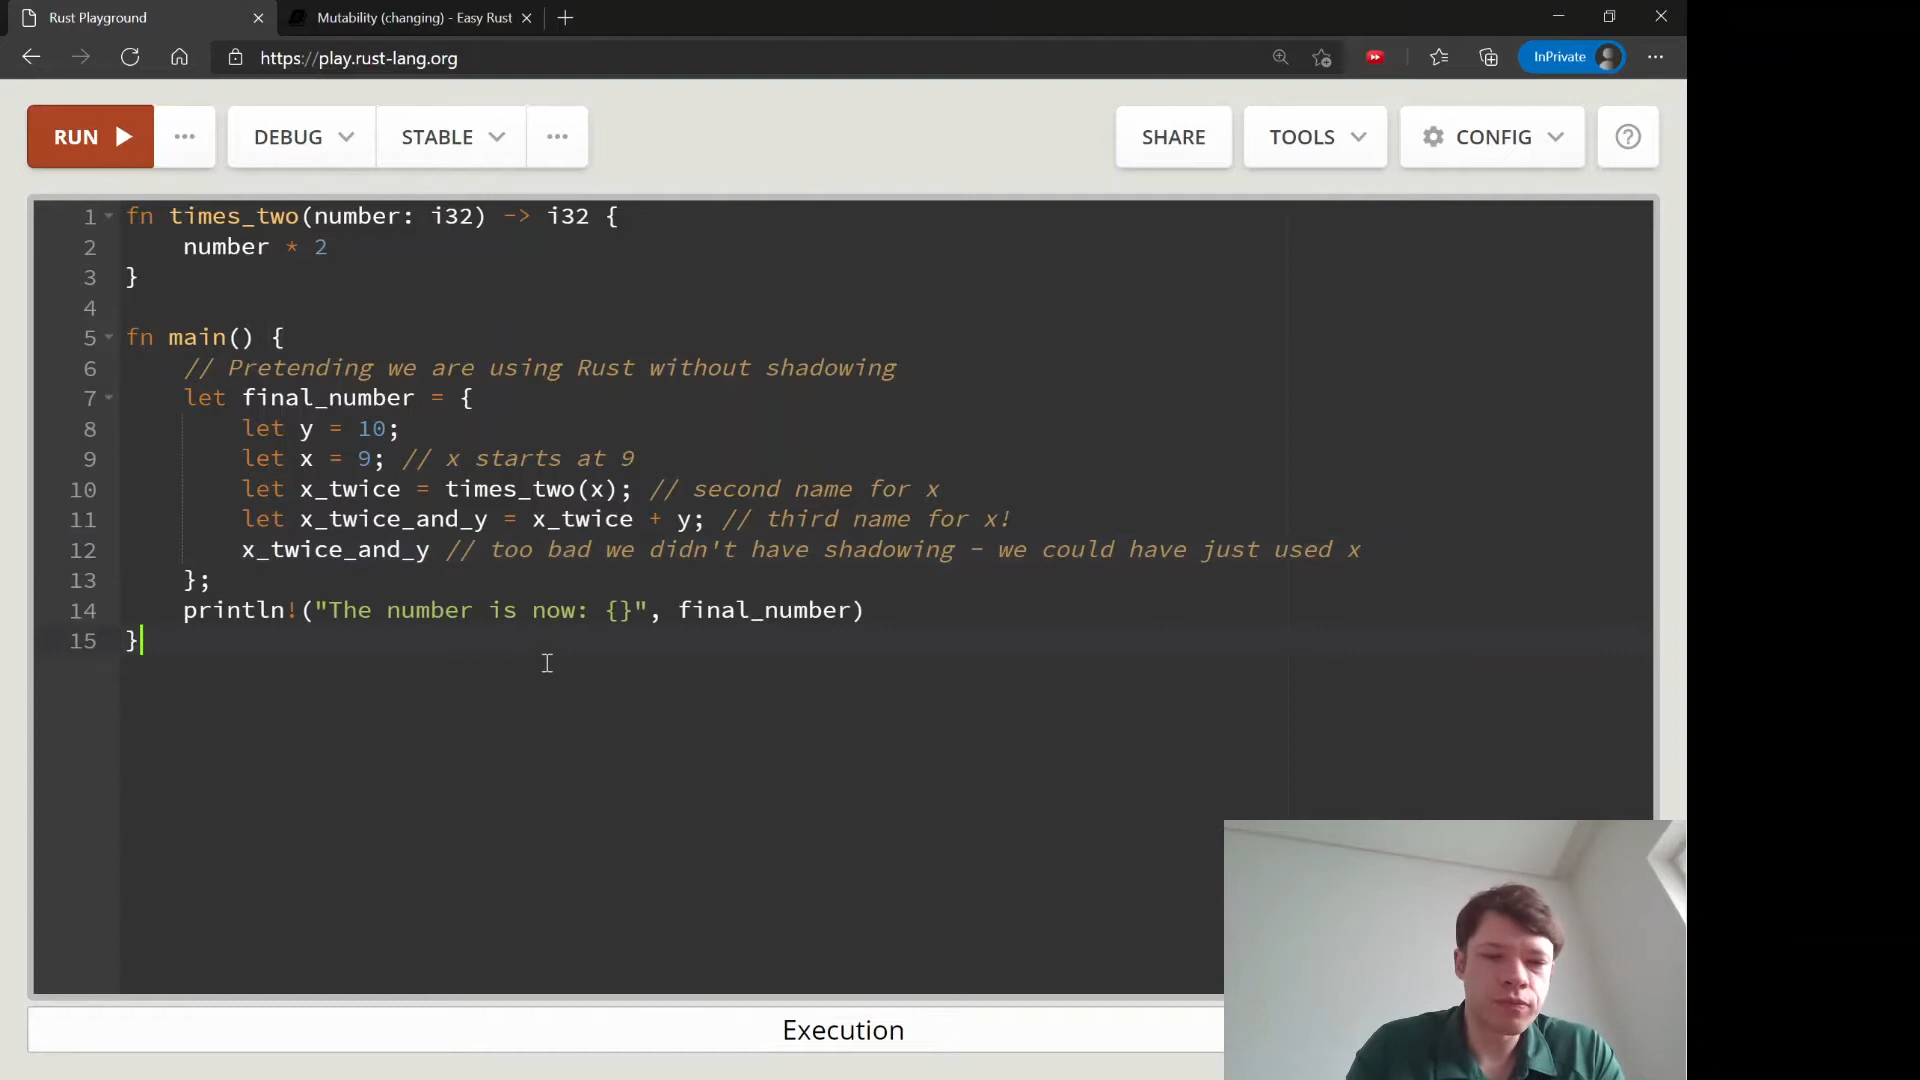 Rust Playground
Mutability (changing) - Easy Rust
https://play.rust-lang.org
InPrivate
RUN
DEBUG
STABLE
SHARE
TOOLS
CONFIG
1 fn times_two(number: i32) -> i32 {
2 number * 2
3 }
4
5 fn main() {
6 // Pretending we are using Rust without shadowing
7 let final_number = {
8 let y = 10;
9 let x = 9; // x starts at 9
10 let x_twice = times_two(x); // second name for x
11 let x_twice_and_y = x_twice + y; // third name for x!
12 x_twice_and_y // too bad we didn't have shadowing - we could have just used x
13 };
14 println!("The number is now: {}", final_number)
15 }
Execution